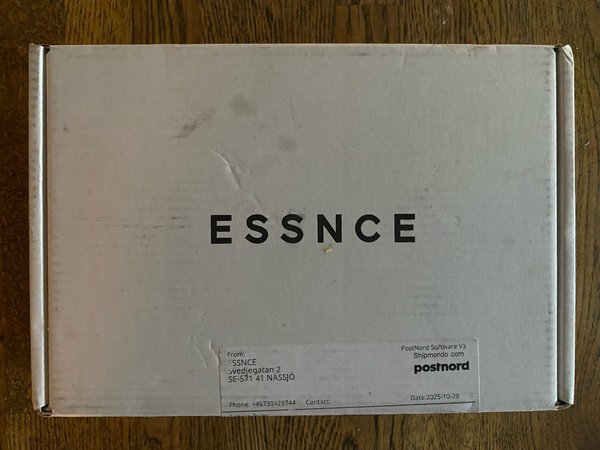 ESSNCE
From:
ESSNCE
Svedjegatan 2
SE-571 41 NÄSSJÖ
Phone: +46730429744 Contact:
PostNord Software V3
Shipmondo.com
postnord
Date:2025-10-29